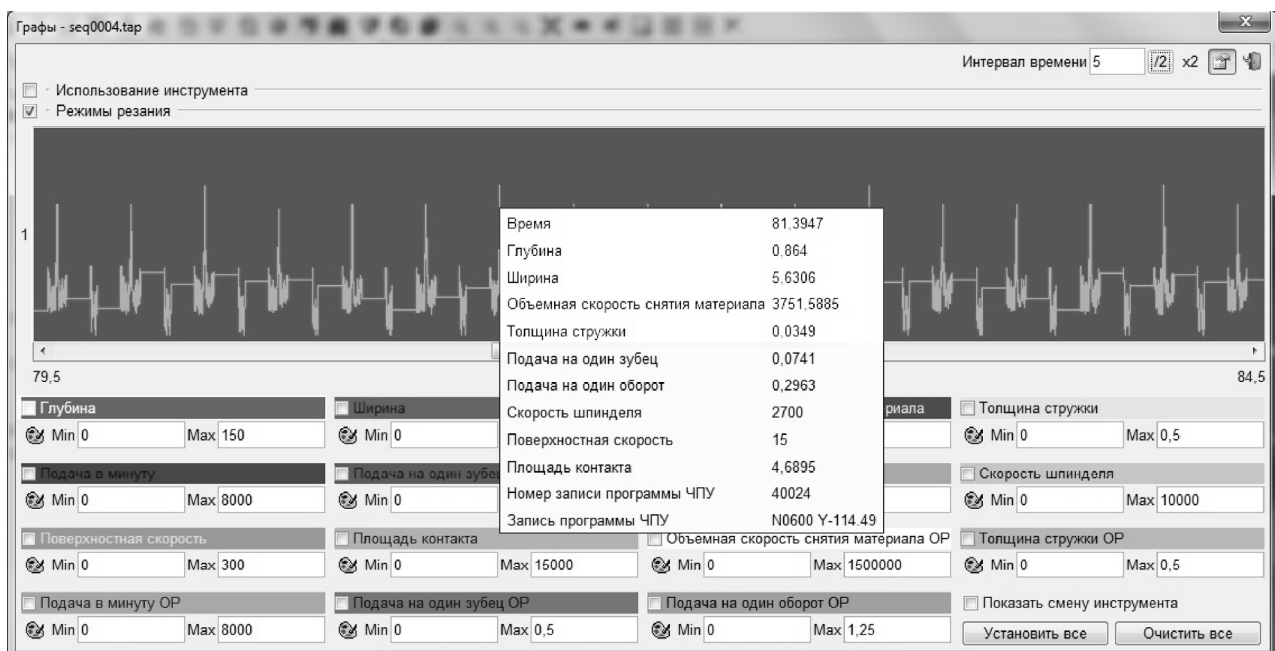 Графы - seq0004.tap
Интервал времени 5 /2 x2
Использование инструмента
Режимы резания
1
Время 81,3947
Глубина 0,864
Ширина 5,6306
Объемная скорость снятия материала 3751,5885
Толщина стружки 0,0349
Подача на один зубец 0,0741
Подача на один оборот 0,2963
Скорость шпинделя 2700
Поверхностная скорость 15
Площадь контакта 4,6895
Номер записи программы ЧПУ 40024
Запись программы ЧПУ N0600 Y-114.49
79,5 84,5
Глубина Ширина риала Толщина стружки
Min 0 Max 150 Min 0 Min 0 Max 0,5
Подача в минуту Подача на один зубе Скорость шпинделя
Min 0 Max 8000 Min 0 Min 0 Max 10000
Поверхностная скорость Площадь контакта Объемная скорость снятия материала ОР Толщина стружки ОР
Min 0 Max 300 Min 0 Max 15000 Min 0 Max 1500000 Min 0 Max 0,5
Подача в минуту ОР Подача на один зубец ОР Подача на один оборот ОР Показать смену инструмента
Min 0 Max 8000 Min 0 Max 0,5 Min 0 Max 1,25 Установить все Очистить все